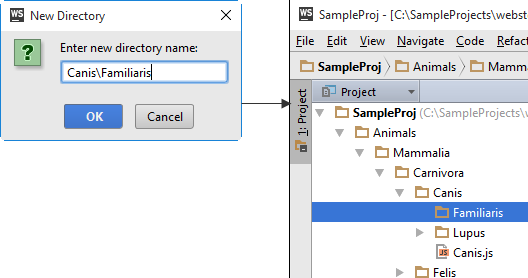 WS New Directory
Enter new directory name:
Canis\Familiaris
OK Cancel
WS SampleProj - [C:\SampleProjects\webst
File Edit View Navigate Code Refact
SampleProj Animals Mamma
1: Project
Project
SampleProj (C:\SampleProjects\w
Animals
Mammalia
Carnivora
Canis
Familiaris
Lupus
Canis.js
Felis